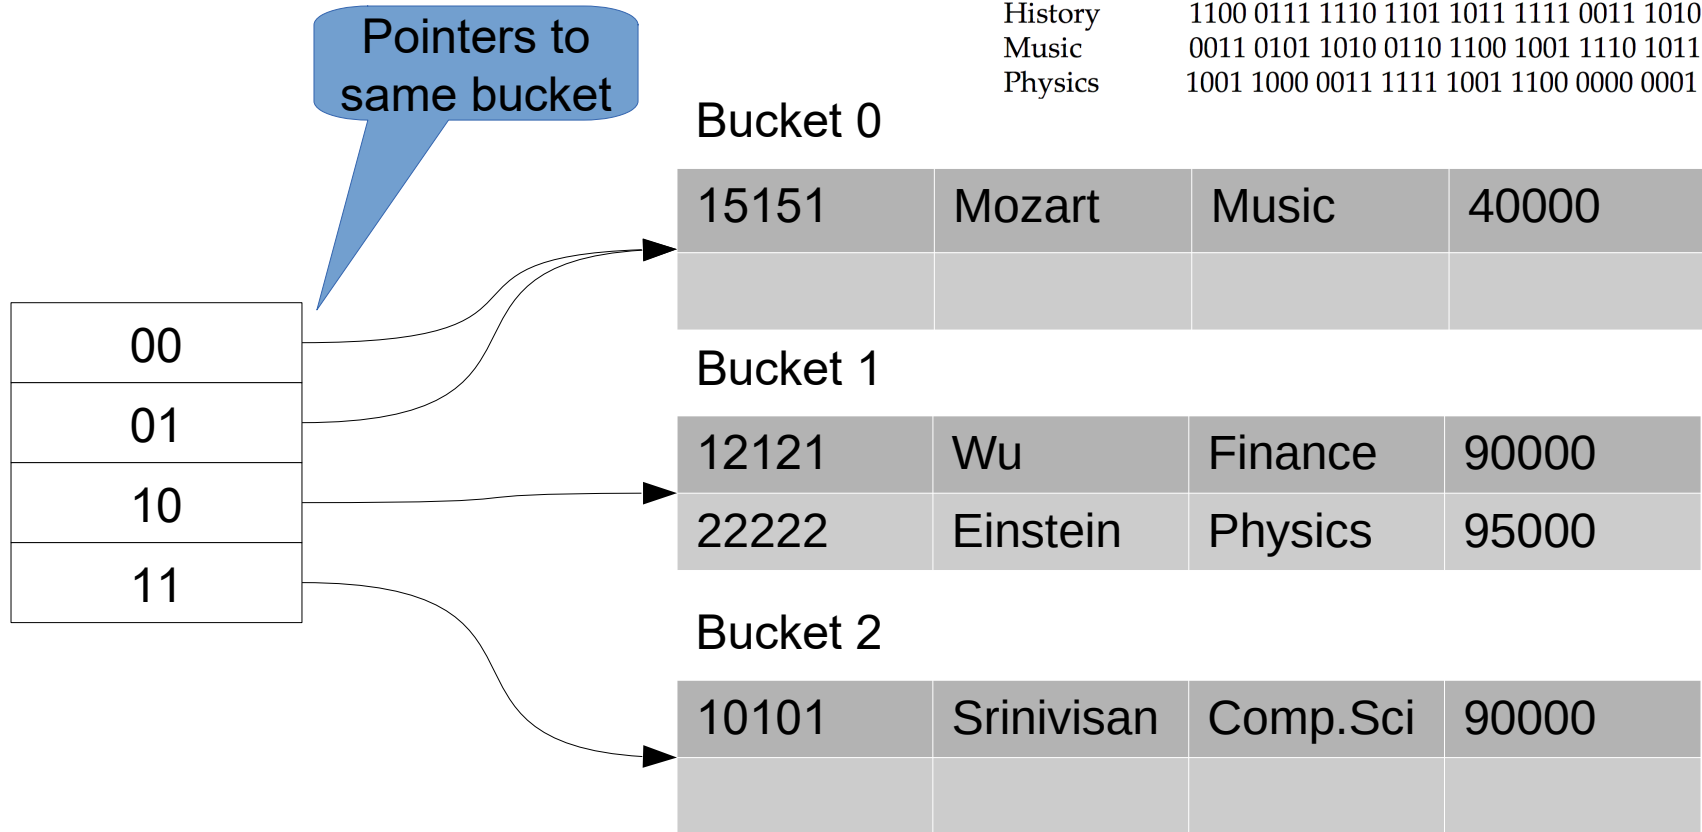 Pointers to
same bucket
History 1100 0111 1110 1101 1011 1111 0011 1010
Music 0011 0101 1010 0110 1100 1001 1110 1011
Physics 1001 1000 0011 1111 1001 1100 0000 0001
Bucket 0
15151 Mozart Music 40000
00
01
10
11
Bucket 1
12121 Wu Finance 90000
22222 Einstein Physics 95000
Bucket 2
10101 Srinivisan Comp.Sci 90000